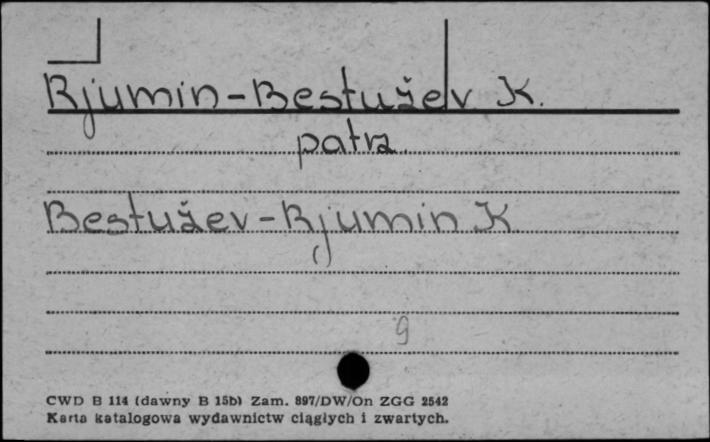 Rjumin-Bestužev K.
patrz
Bestužev-Rjumin K
9
CWD B 114 (dawny B 15b) Zam. 897/DW/On ZGG 2542
Karta katalogowa wydawnictw ciągłych i zwartych.